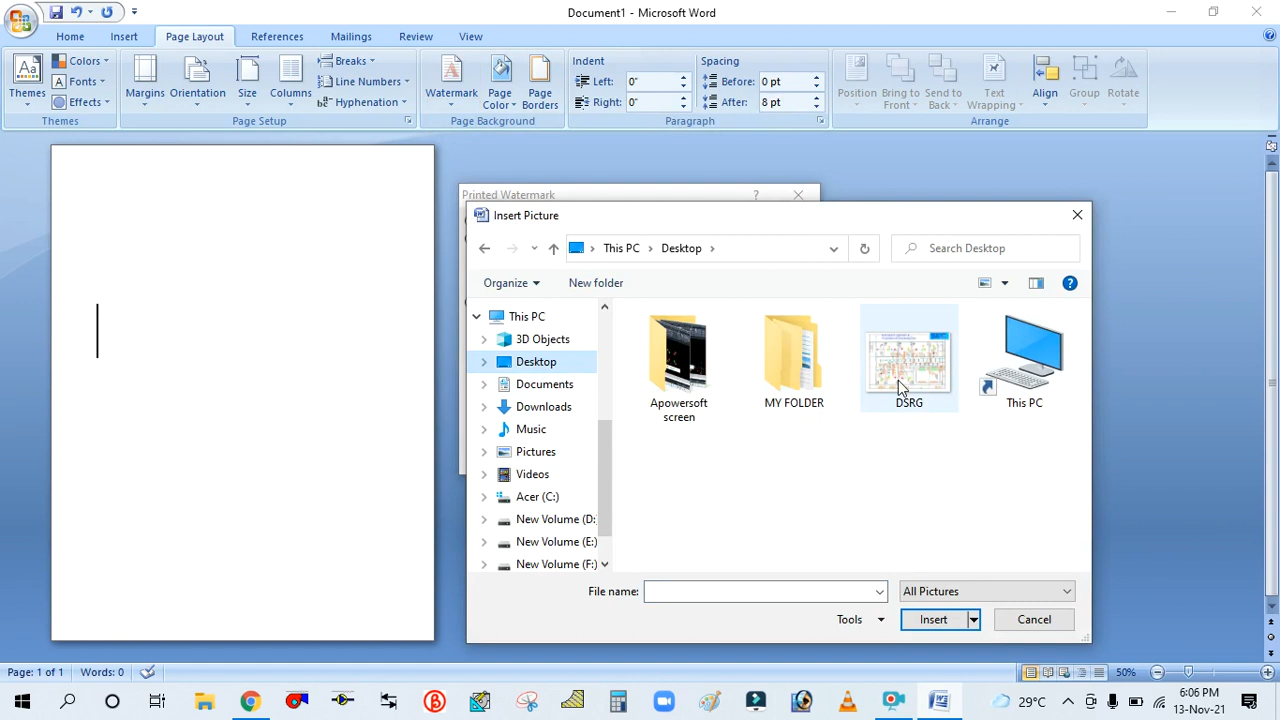 Document1 - Microsoft Word
Home Insert Page Layout References Mailings Review View
Themes
Colors
Fonts
Effects
Themes
Margins
Orientation
Size
Columns
Breaks
Line Numbers
Hyphenation
Page Setup
Watermark
Page Color
Page Borders
Page Background
Indent
Left: 0"
Right: 0"
Spacing
Before: 0 pt
After: 8 pt
Paragraph
Position
Bring to Front
Send to Back
Text Wrapping
Align
Group
Rotate
Arrange
Printed Watermark ?
Insert Picture
This PC Desktop
Search Desktop
Organize New folder
This PC
3D Objects
Desktop
Documents
Downloads
Music
Pictures
Videos
Acer (C:)
New Volume (D:
New Volume (E:)
New Volume (F:)
Apowersoft
screen
MY FOLDER
DSRG
This PC
File name:
All Pictures
Tools
Insert
Cancel
Page: 1 of 1 Words: 0
50%
29°C
6:06 PM
13-Nov-21